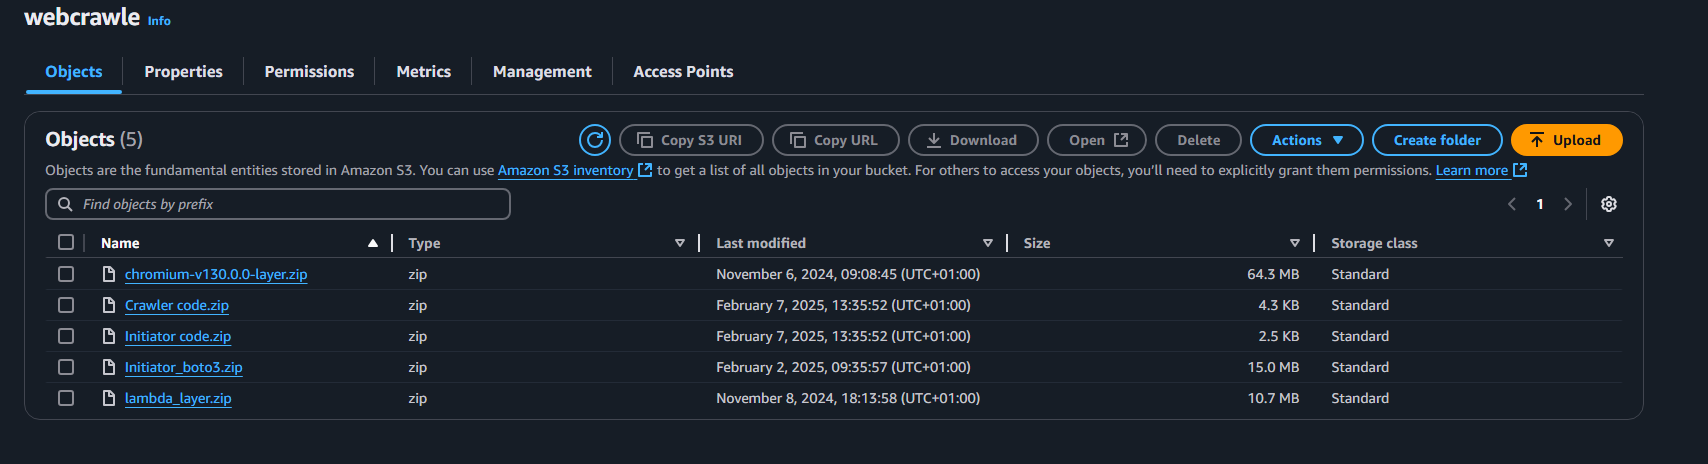 webcrawle Info
Objects Properties Permissions Metrics Management Access Points
Objects (5) Copy S3 URI Copy URL Download Open Delete Actions Create folder Upload
Objects are the fundamental entities stored in Amazon S3. You can use Amazon S3 inventory to get a list of all objects in your bucket. For others to access your objects, you'll need to explicitly grant them permissions. Learn more
Find objects by prefix 1
Name Type Last modified Size Storage class
chromium-v130.0.0-layer.zip zip November 6, 2024, 09:08:45 (UTC+01:00) 64.3 MB Standard
Crawler code.zip zip February 7, 2025, 13:35:52 (UTC+01:00) 4.3 KB Standard
Initiator code.zip zip February 7, 2025, 13:35:52 (UTC+01:00) 2.5 KB Standard
Initiator_boto3.zip zip February 2, 2025, 09:35:57 (UTC+01:00) 15.0 MB Standard
lambda_layer.zip zip November 8, 2024, 18:13:58 (UTC+01:00) 10.7 MB Standard